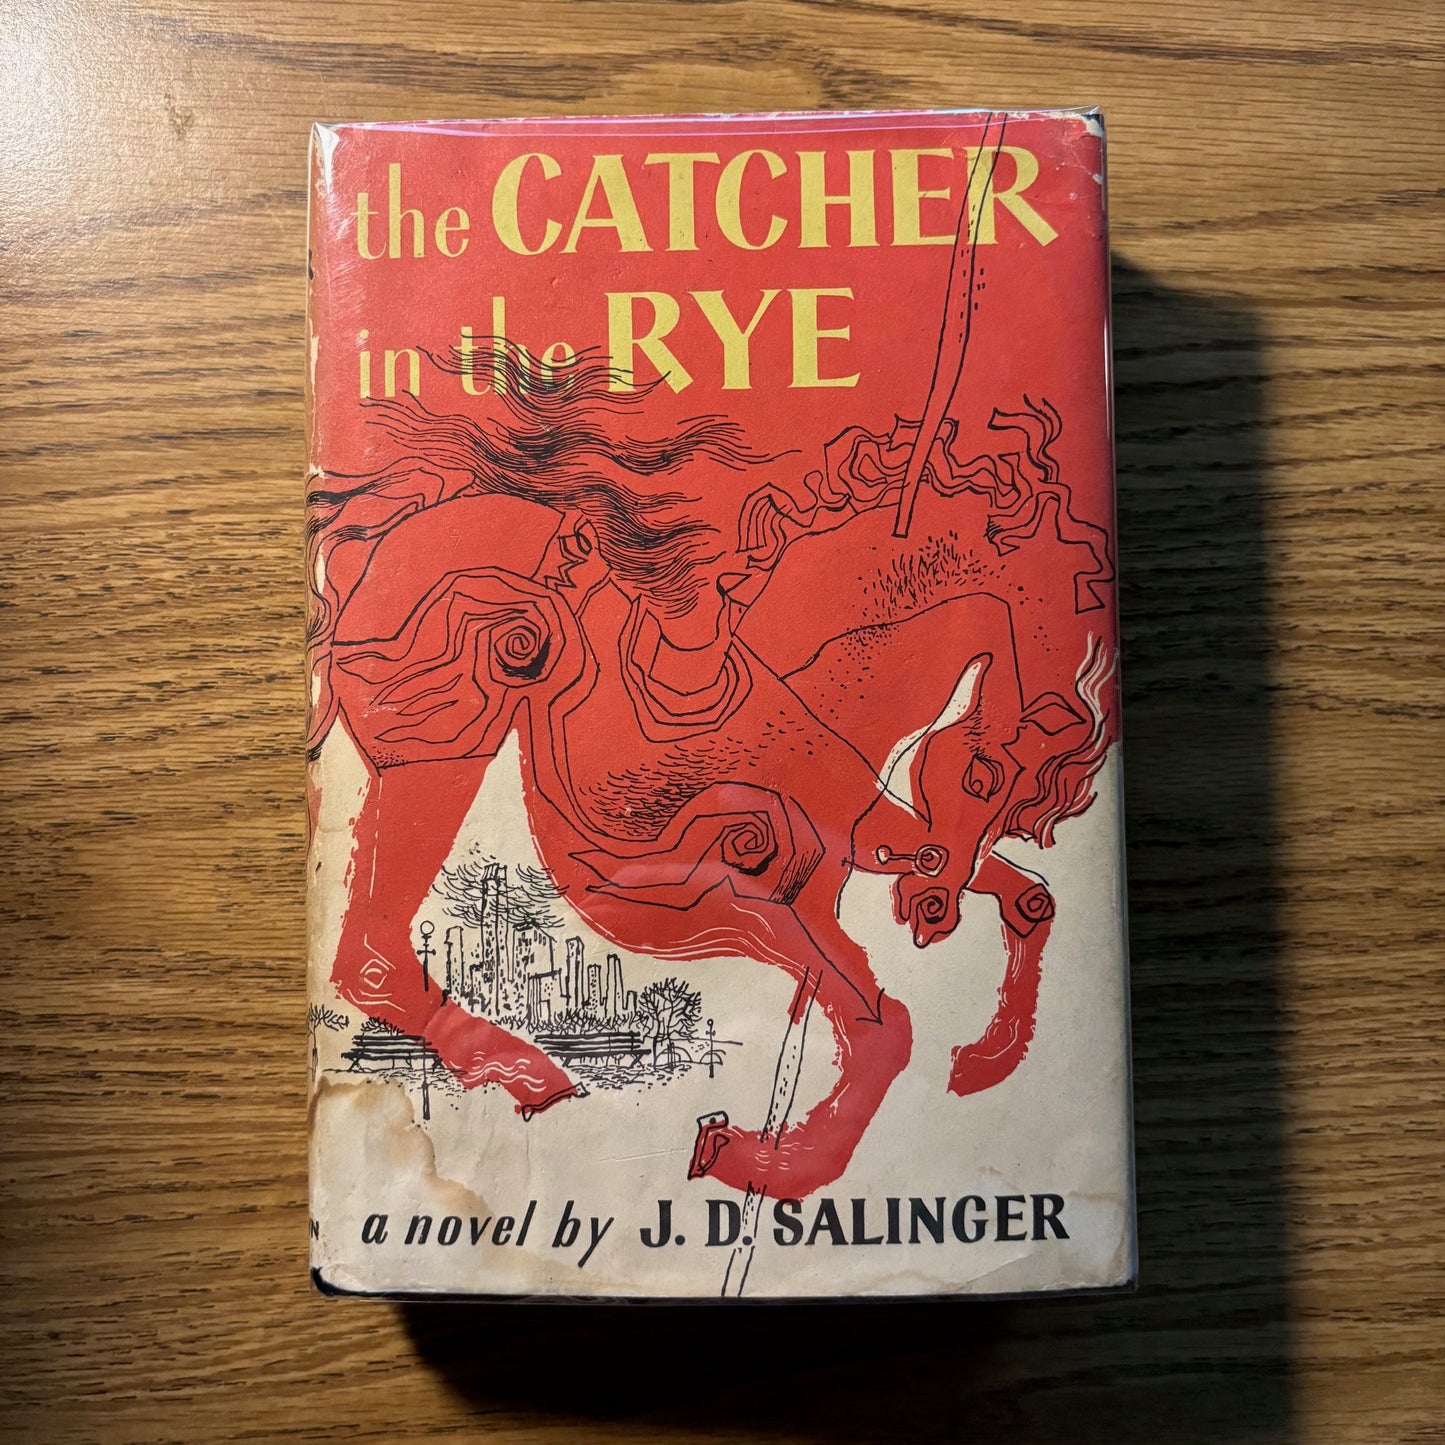 the CATCHER
in the RYE
a novel by J. D. SALINGER